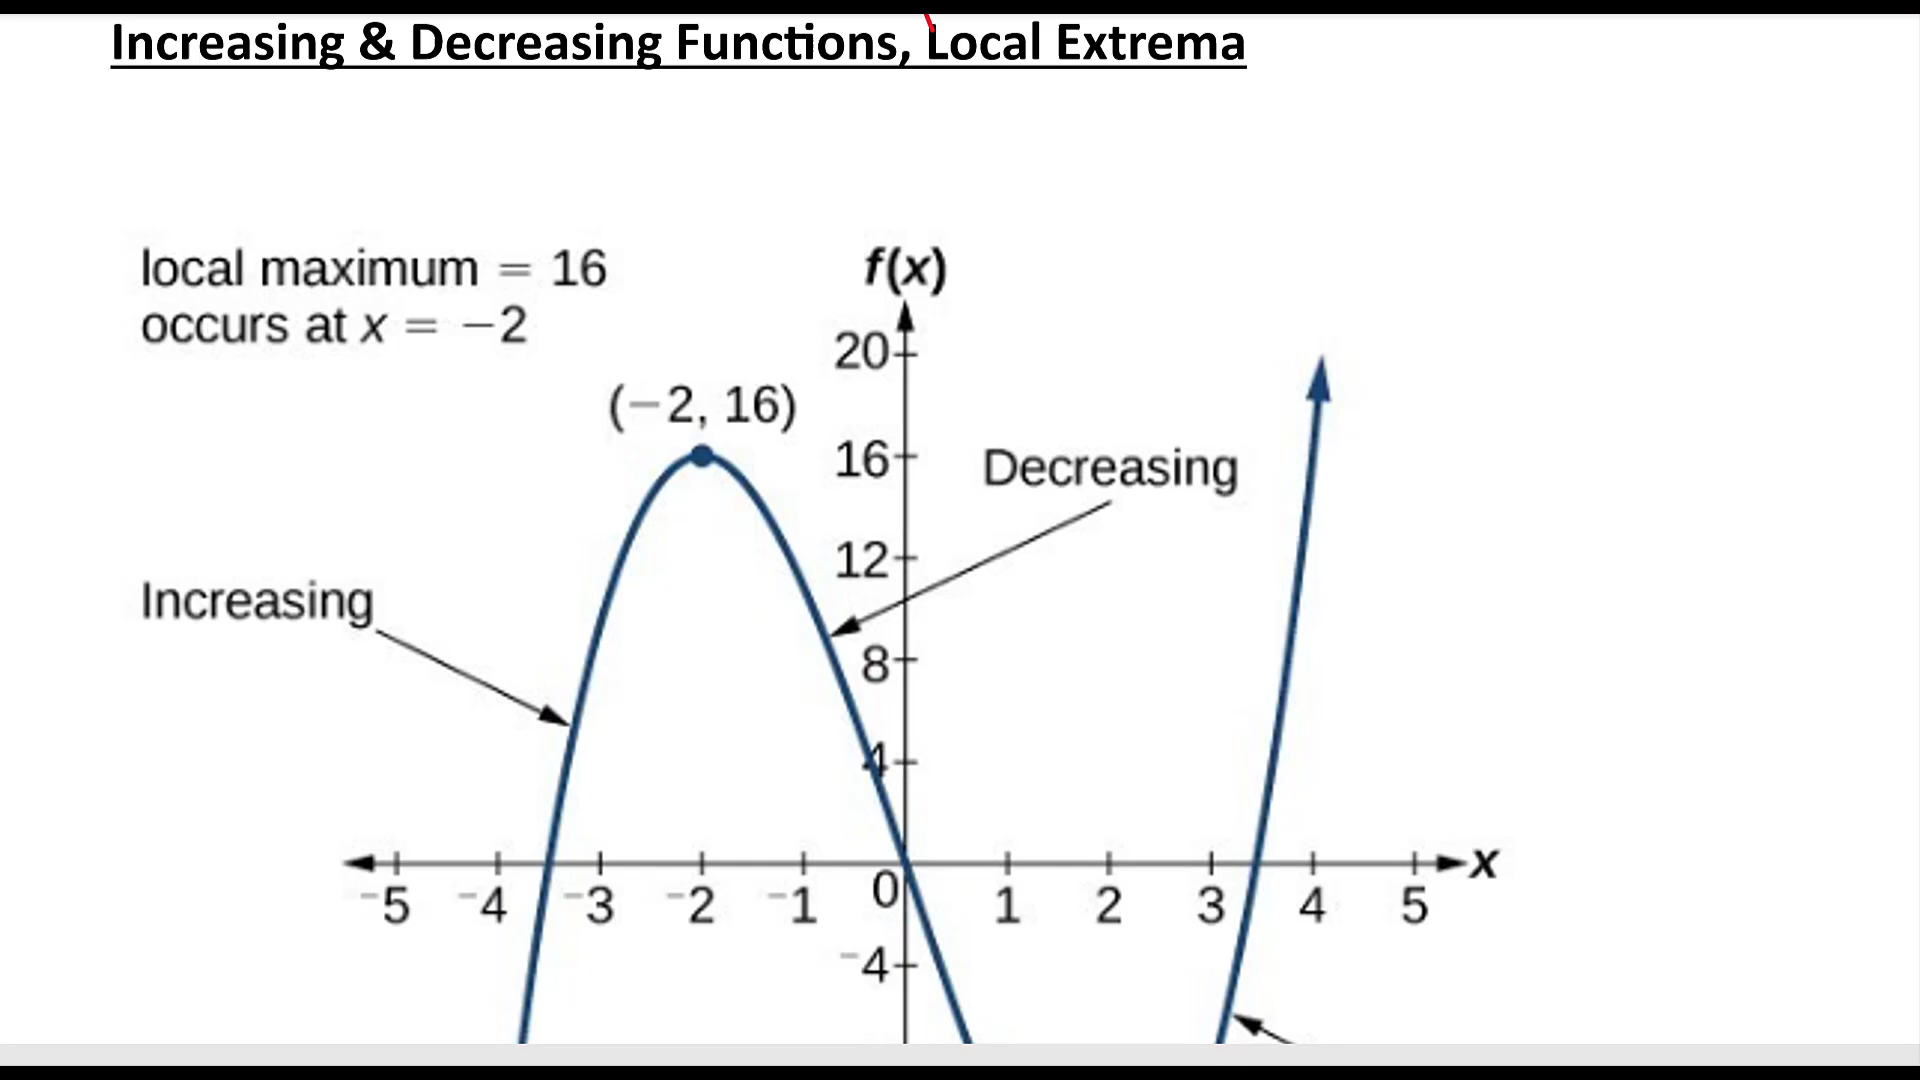 Increasing & Decreasing Functions, Local Extrema
local maximum = 16
occurs at x = −2
f(x)
20
(−2, 16)
16
Decreasing
12
Increasing
8
4
x
−5 −4 −3 −2 −1 0 1 2 3 4 5
−4